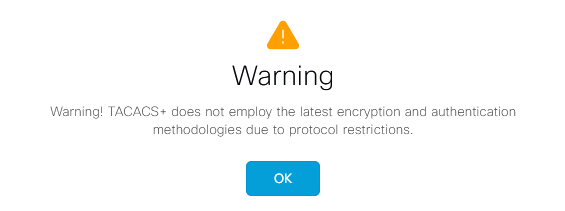 Warning
Warning! TACACS+ does not employ the latest encryption and authentication
methodologies due to protocol restrictions.
OK